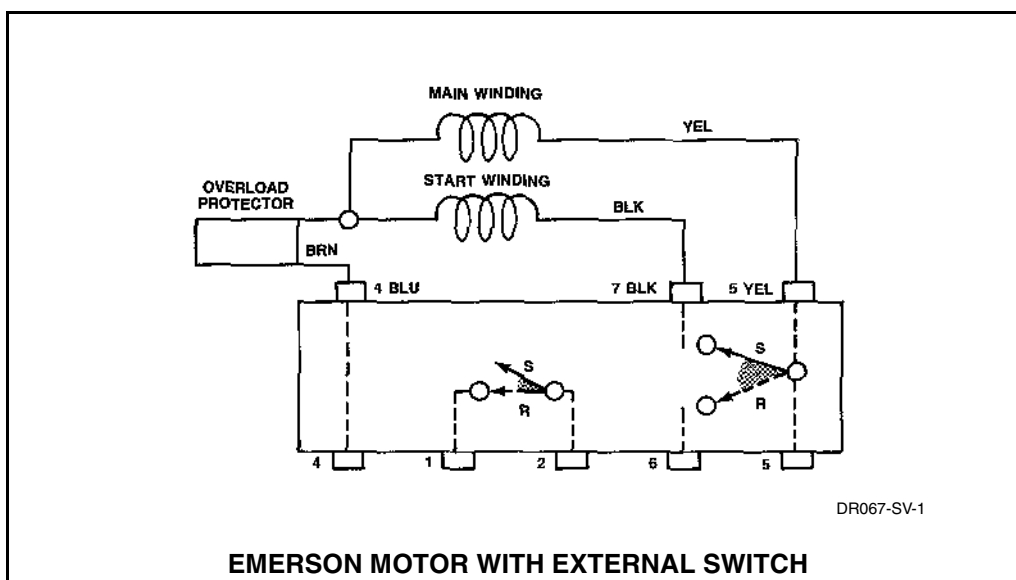 MAIN WINDING
YEL
START WINDING
BLK
OVERLOAD
PROTECTOR
BRN
4 BLU
7 BLK
5 YEL
S
R
S
R
4
1
2
6
5
DR067-SV-1
EMERSON MOTOR WITH EXTERNAL SWITCH